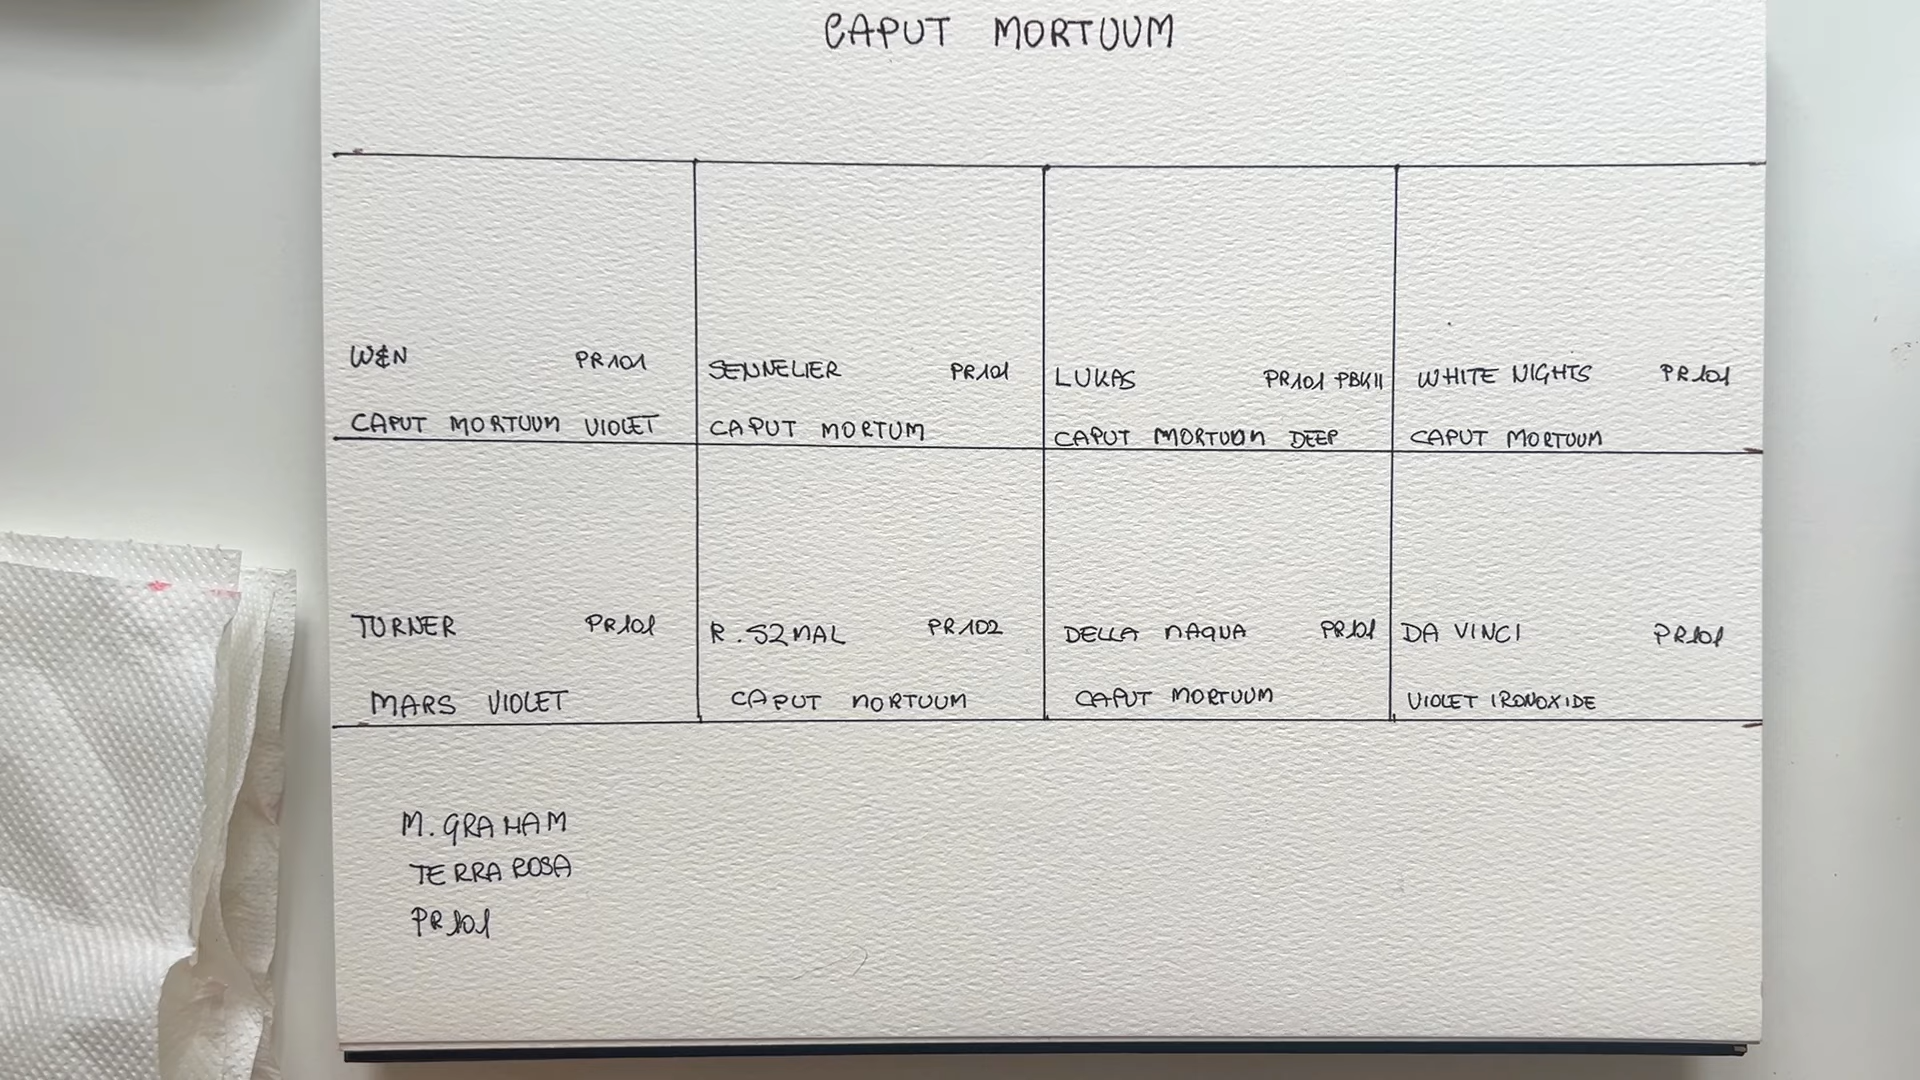 CAPUT MORTUUM
W&N PR101
CAPUT MORTUUM VIOLET
SENNELIER PR101
CAPUT MORTUM
LUKAS PR101 PBK11
CAPUT MORTUUM DEEP
WHITE NIGHTS PR101
CAPUT MORTUUM
TURNER PR101
MARS VIOLET
R. SZMAL PR102
CAPUT MORTUUM
DELLA MAQUA PR101
CAPUT MORTUUM
DA VINCI PR101
VIOLET IRONOXIDE
M. GRAHAM
TERRA ROSA
PR101